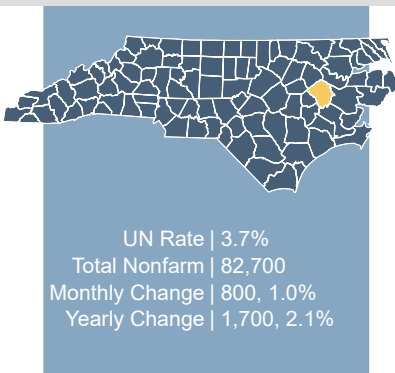 UN Rate | 3.7%
Total Nonfarm | 82,700
Monthly Change | 800, 1.0%
Yearly Change | 1,700, 2.1%